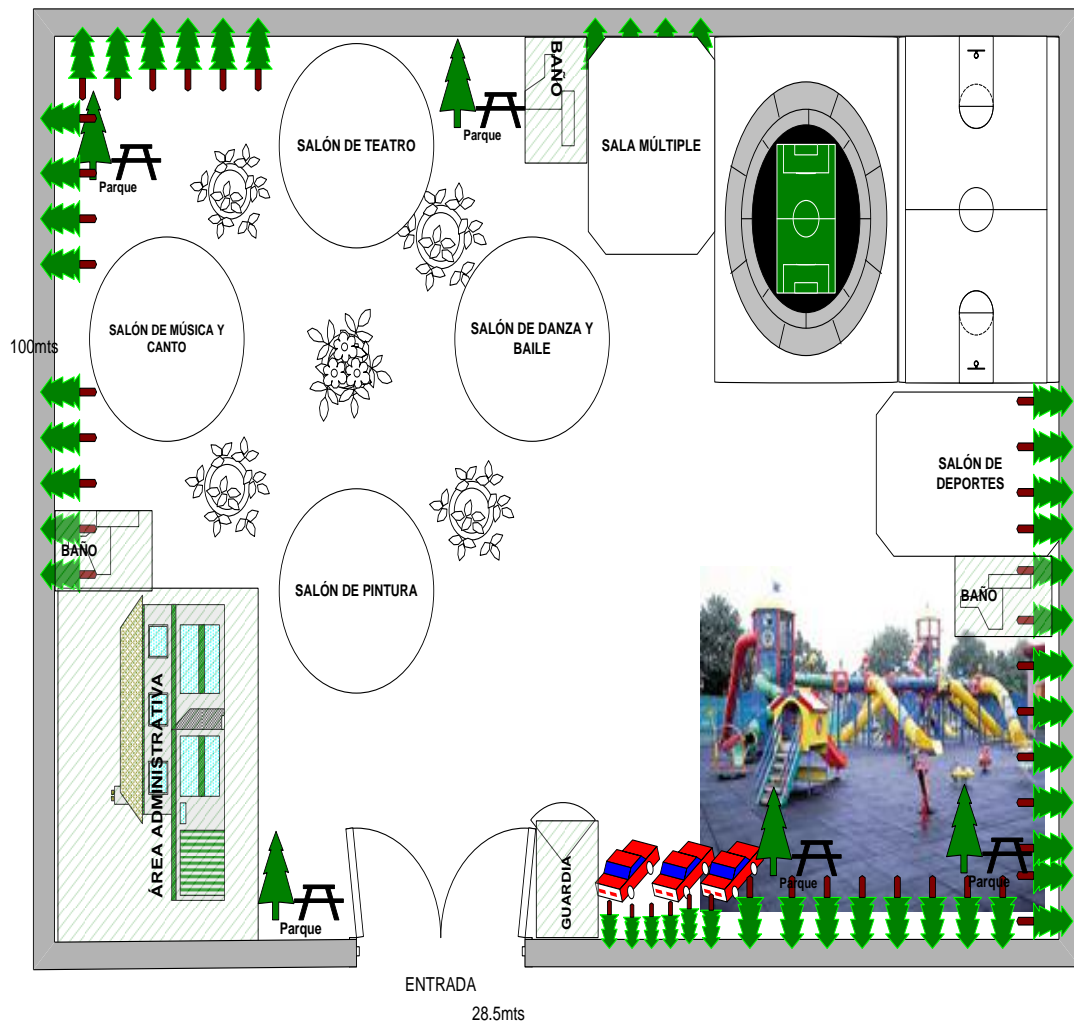 BAÑO
SALÓN DE TEATRO
Parque
SALA MÚLTIPLE
Parque
SALÓN DE MÚSICA Y
CANTO
SALÓN DE DANZA Y
BAILE
100mts
SALÓN DE
DEPORTES
BAÑO
SALÓN DE PINTURA
BAÑO
ÁREA ADMINISTRATIVA
GUARDIA
Parque
Parque
Parque
ENTRADA
28.5mts